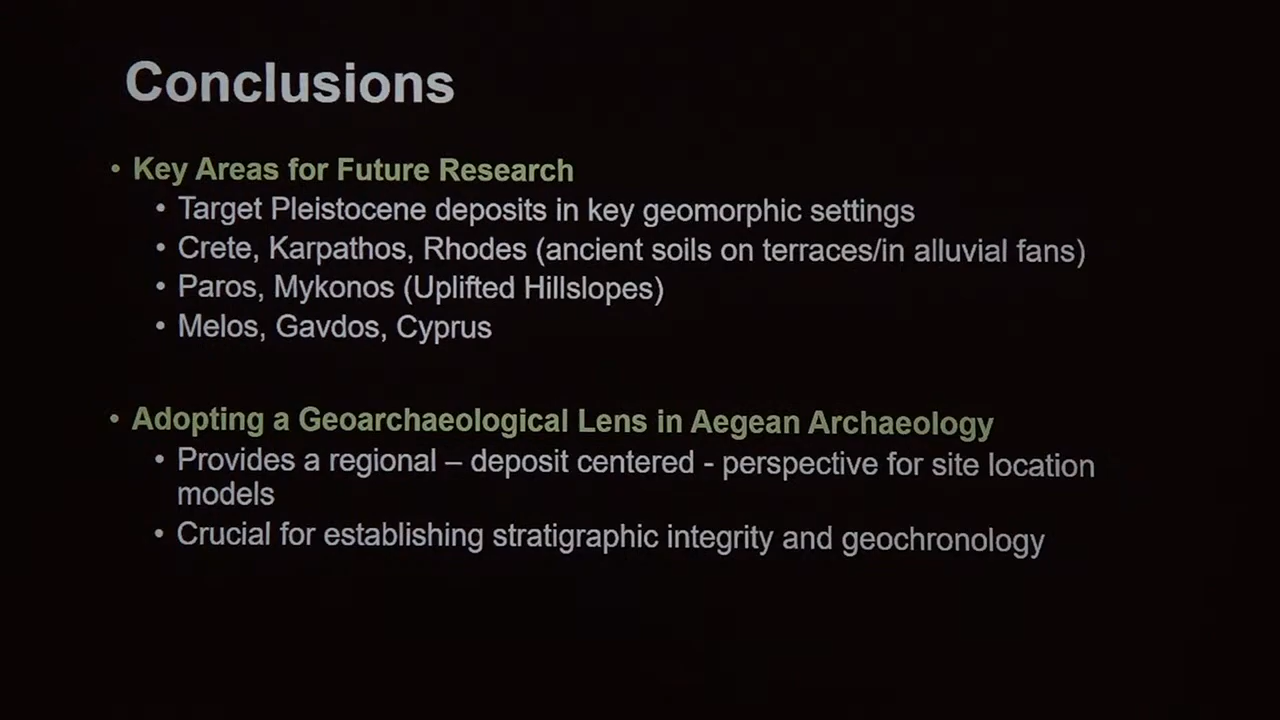 Conclusions
• Key Areas for Future Research
• Target Pleistocene deposits in key geomorphic settings
• Crete, Karpathos, Rhodes (ancient soils on terraces/in alluvial fans)
• Paros, Mykonos (Uplifted Hillslopes)
• Melos, Gavdos, Cyprus
• Adopting a Geoarchaeological Lens in Aegean Archaeology
• Provides a regional – deposit centered - perspective for site location
models
• Crucial for establishing stratigraphic integrity and geochronology